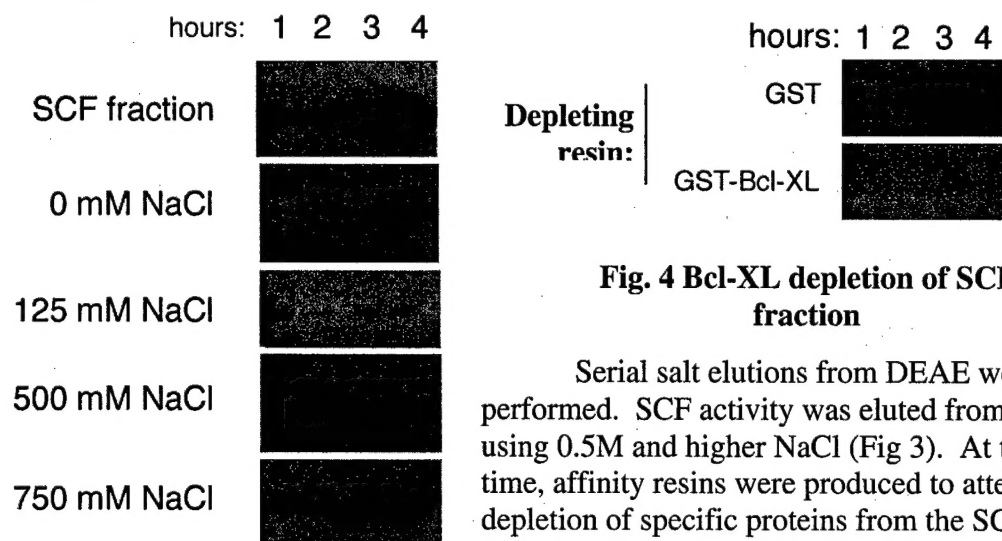 hours: 1 2 3 4
SCF fraction
0 mM NaCl
125 mM NaCl
500 mM NaCl
750 mM NaCl
hours: 1 2 3 4
Depleting
resin:
GST
GST-Bcl-XL
Fig. 4 Bcl-XL depletion of SC
fraction
Serial salt elutions from DEAE w
performed. SCF activity was eluted from
using 0.5M and higher NaCl (Fig 3). At t
time, affinity resins were produced to atte
depletion of specific proteins from the SC